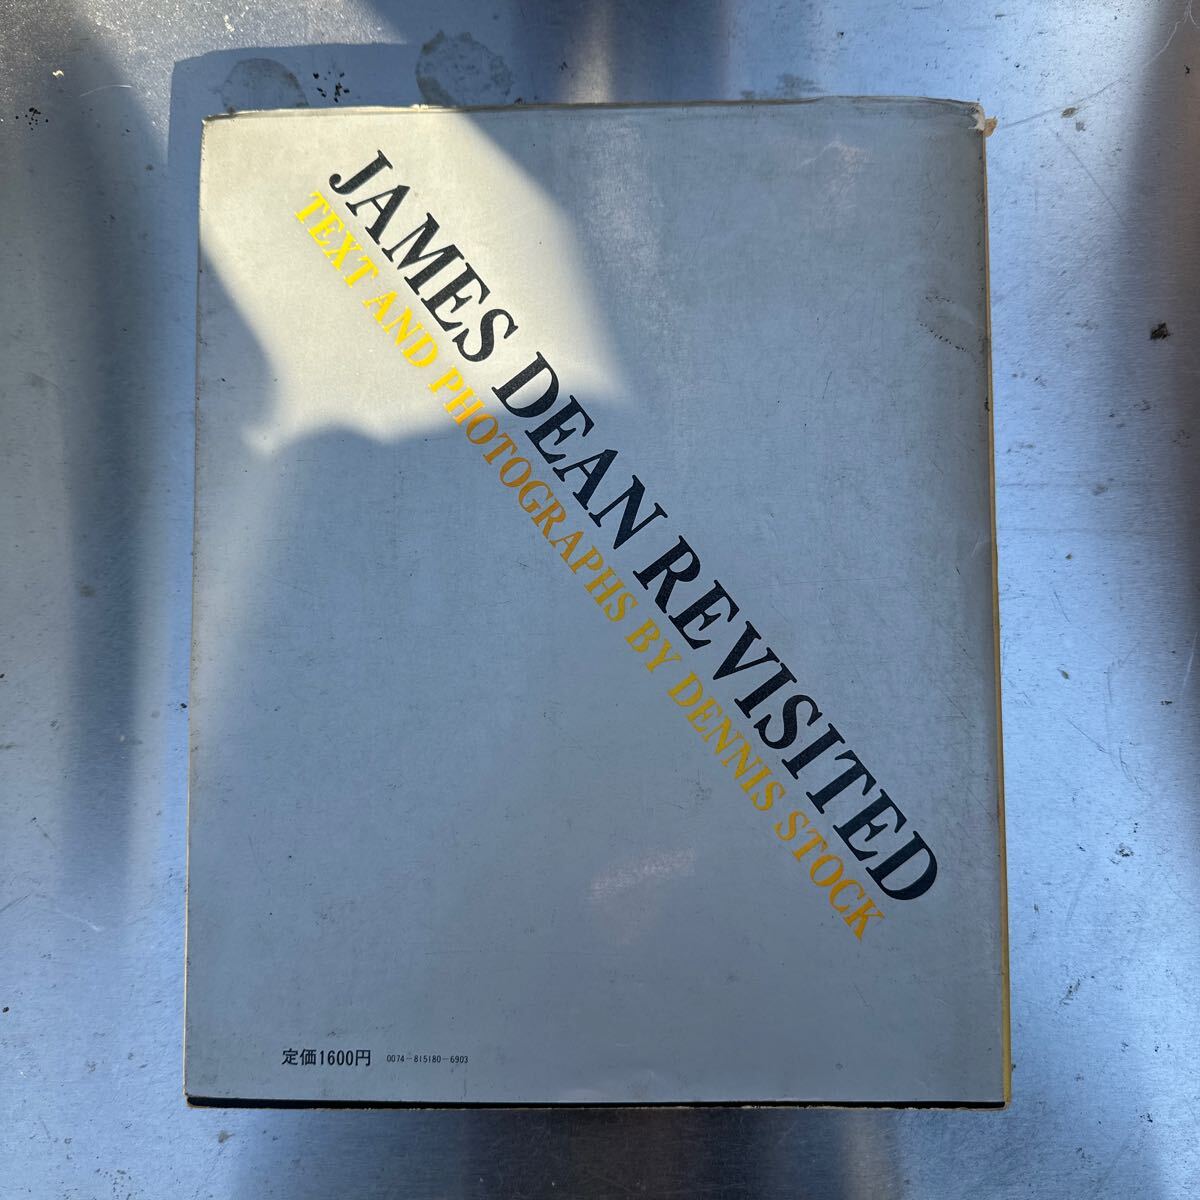 JAMES DEAN REVISITED
TEXT AND PHOTOGRAPHS BY DENNIS STOCK
定価1600円 0074-815180-6903